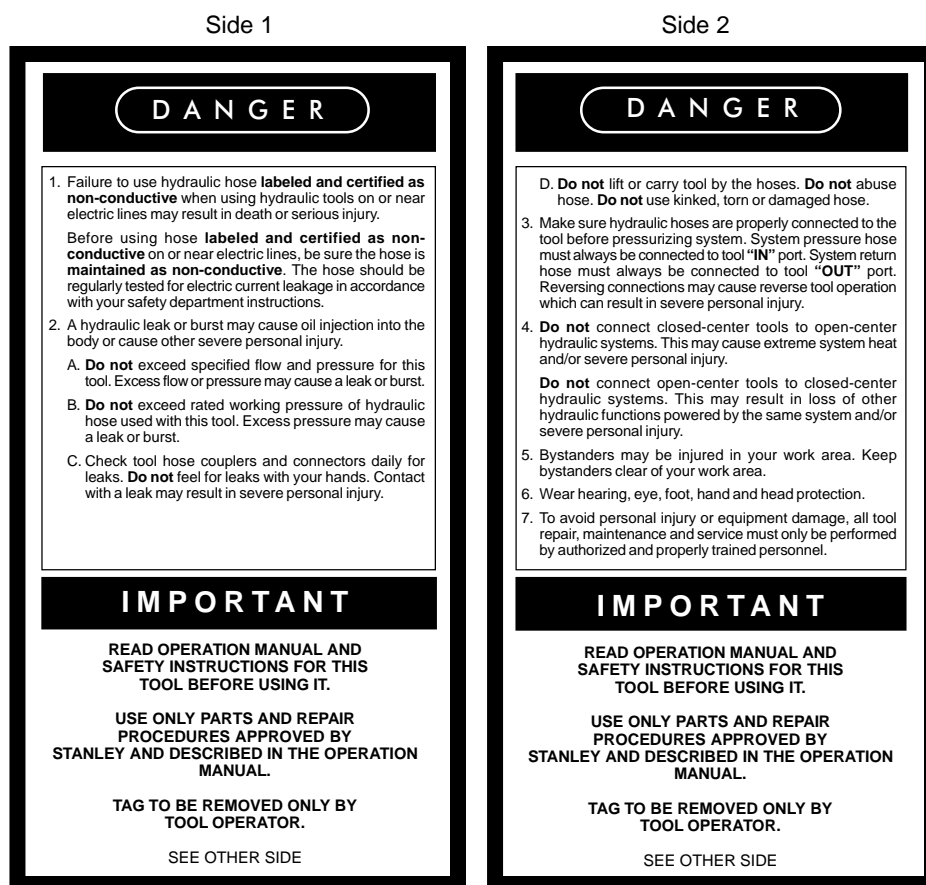 Side 1
DANGER
1. Failure to use hydraulic hose labeled and certified as
non-conductive when using hydraulic tools on or near
electric lines may result in death or serious injury.
Before using hose labeled and certified as non-
conductive on or near electric lines, be sure the hose is
maintained as non-conductive. The hose should be
regularly tested for electric current leakage in accordance
with your safety department instructions.
2. A hydraulic leak or burst may cause oil injection into the
body or cause other severe personal injury.
A. Do not exceed specified flow and pressure for this
tool. Excess flow or pressure may cause a leak or burst.
B. Do not exceed rated working pressure of hydraulic
hose used with this tool. Excess pressure may cause
a leak or burst.
C. Check tool hose couplers and connectors daily for
leaks. Do not feel for leaks with your hands. Contact
with a leak may result in severe personal injury.
IMPORTANT
READ OPERATION MANUAL AND
SAFETY INSTRUCTIONS FOR THIS
TOOL BEFORE USING IT.
USE ONLY PARTS AND REPAIR
PROCEDURES APPROVED BY
STANLEY AND DESCRIBED IN THE OPERATION
MANUAL.
TAG TO BE REMOVED ONLY BY
TOOL OPERATOR.
SEE OTHER SIDE
Side 2
DANGER
D. Do not lift or carry tool by the hoses. Do not abuse
hose. Do not use kinked, torn or damaged hose.
3. Make sure hydraulic hoses are properly connected to the
tool before pressurizing system. System pressure hose
must always be connected to tool “IN” port. System return
hose must always be connected to tool “OUT” port.
Reversing connections may cause reverse tool operation
which can result in severe personal injury.
4. Do not connect closed-center tools to open-center
hydraulic systems. This may cause extreme system heat
and/or severe personal injury.
Do not connect open-center tools to closed-center
hydraulic systems. This may result in loss of other
hydraulic functions powered by the same system and/or
severe personal injury.
5. Bystanders may be injured in your work area. Keep
bystanders clear of your work area.
6. Wear hearing, eye, foot, hand and head protection.
7. To avoid personal injury or equipment damage, all tool
repair, maintenance and service must only be performed
by authorized and properly trained personnel.
IMPORTANT
READ OPERATION MANUAL AND
SAFETY INSTRUCTIONS FOR THIS
TOOL BEFORE USING IT.
USE ONLY PARTS AND REPAIR
PROCEDURES APPROVED BY
STANLEY AND DESCRIBED IN THE OPERATION
MANUAL.
TAG TO BE REMOVED ONLY BY
TOOL OPERATOR.
SEE OTHER SIDE